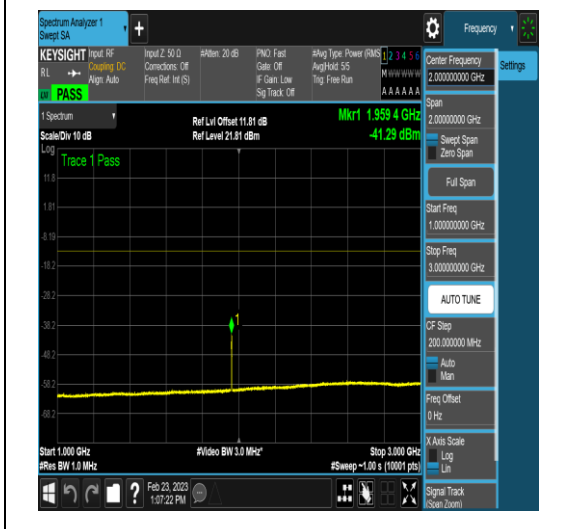 Spectrum Analyzer 1
Swept SA
+
Frequency
KEYSIGHT
RL
PASS
Input: RF
Coupling: DC
Align: Auto
Input Z: 50 Ω
Corrections: Off
Freq Ref: Int (S)
#Atten: 20 dB
PNO: Fast
Gate: Off
IF Gain: Low
Sig Track: Off
#Avg Type: Power (RMS
Avg|Hold: 5/5
Trig: Free Run
1 2 3 4 5 6
M W W W W W
A A A A A A
1 Spectrum
Scale/Div 10 dB
Ref Lvl Offset 11.81 dB
Ref Level 21.81 dBm
Mkr1 1.959 4 GHz
-41.29 dBm
Log
Trace 1 Pass
11.8
1.81
-8.19
-18.2
-28.2
-38.2
-48.2
-58.2
-68.2
1
Start 1.000 GHz
#Res BW 1.0 MHz
#Video BW 3.0 MHz*
Stop 3.000 GHz
#Sweep ~1.00 s (10001 pts)
Feb 23, 2023
1:07:22 PM
?
Settings
Center Frequency
2.000000000 GHz
Span
2.00000000 GHz
Swept Span
Zero Span
Full Span
Start Freq
1.000000000 GHz
Stop Freq
3.000000000 GHz
AUTO TUNE
CF Step
200.000000 MHz
Auto
Man
Freq Offset
0 Hz
X Axis Scale
Log
Lin
Signal Track
(Span Zoom)